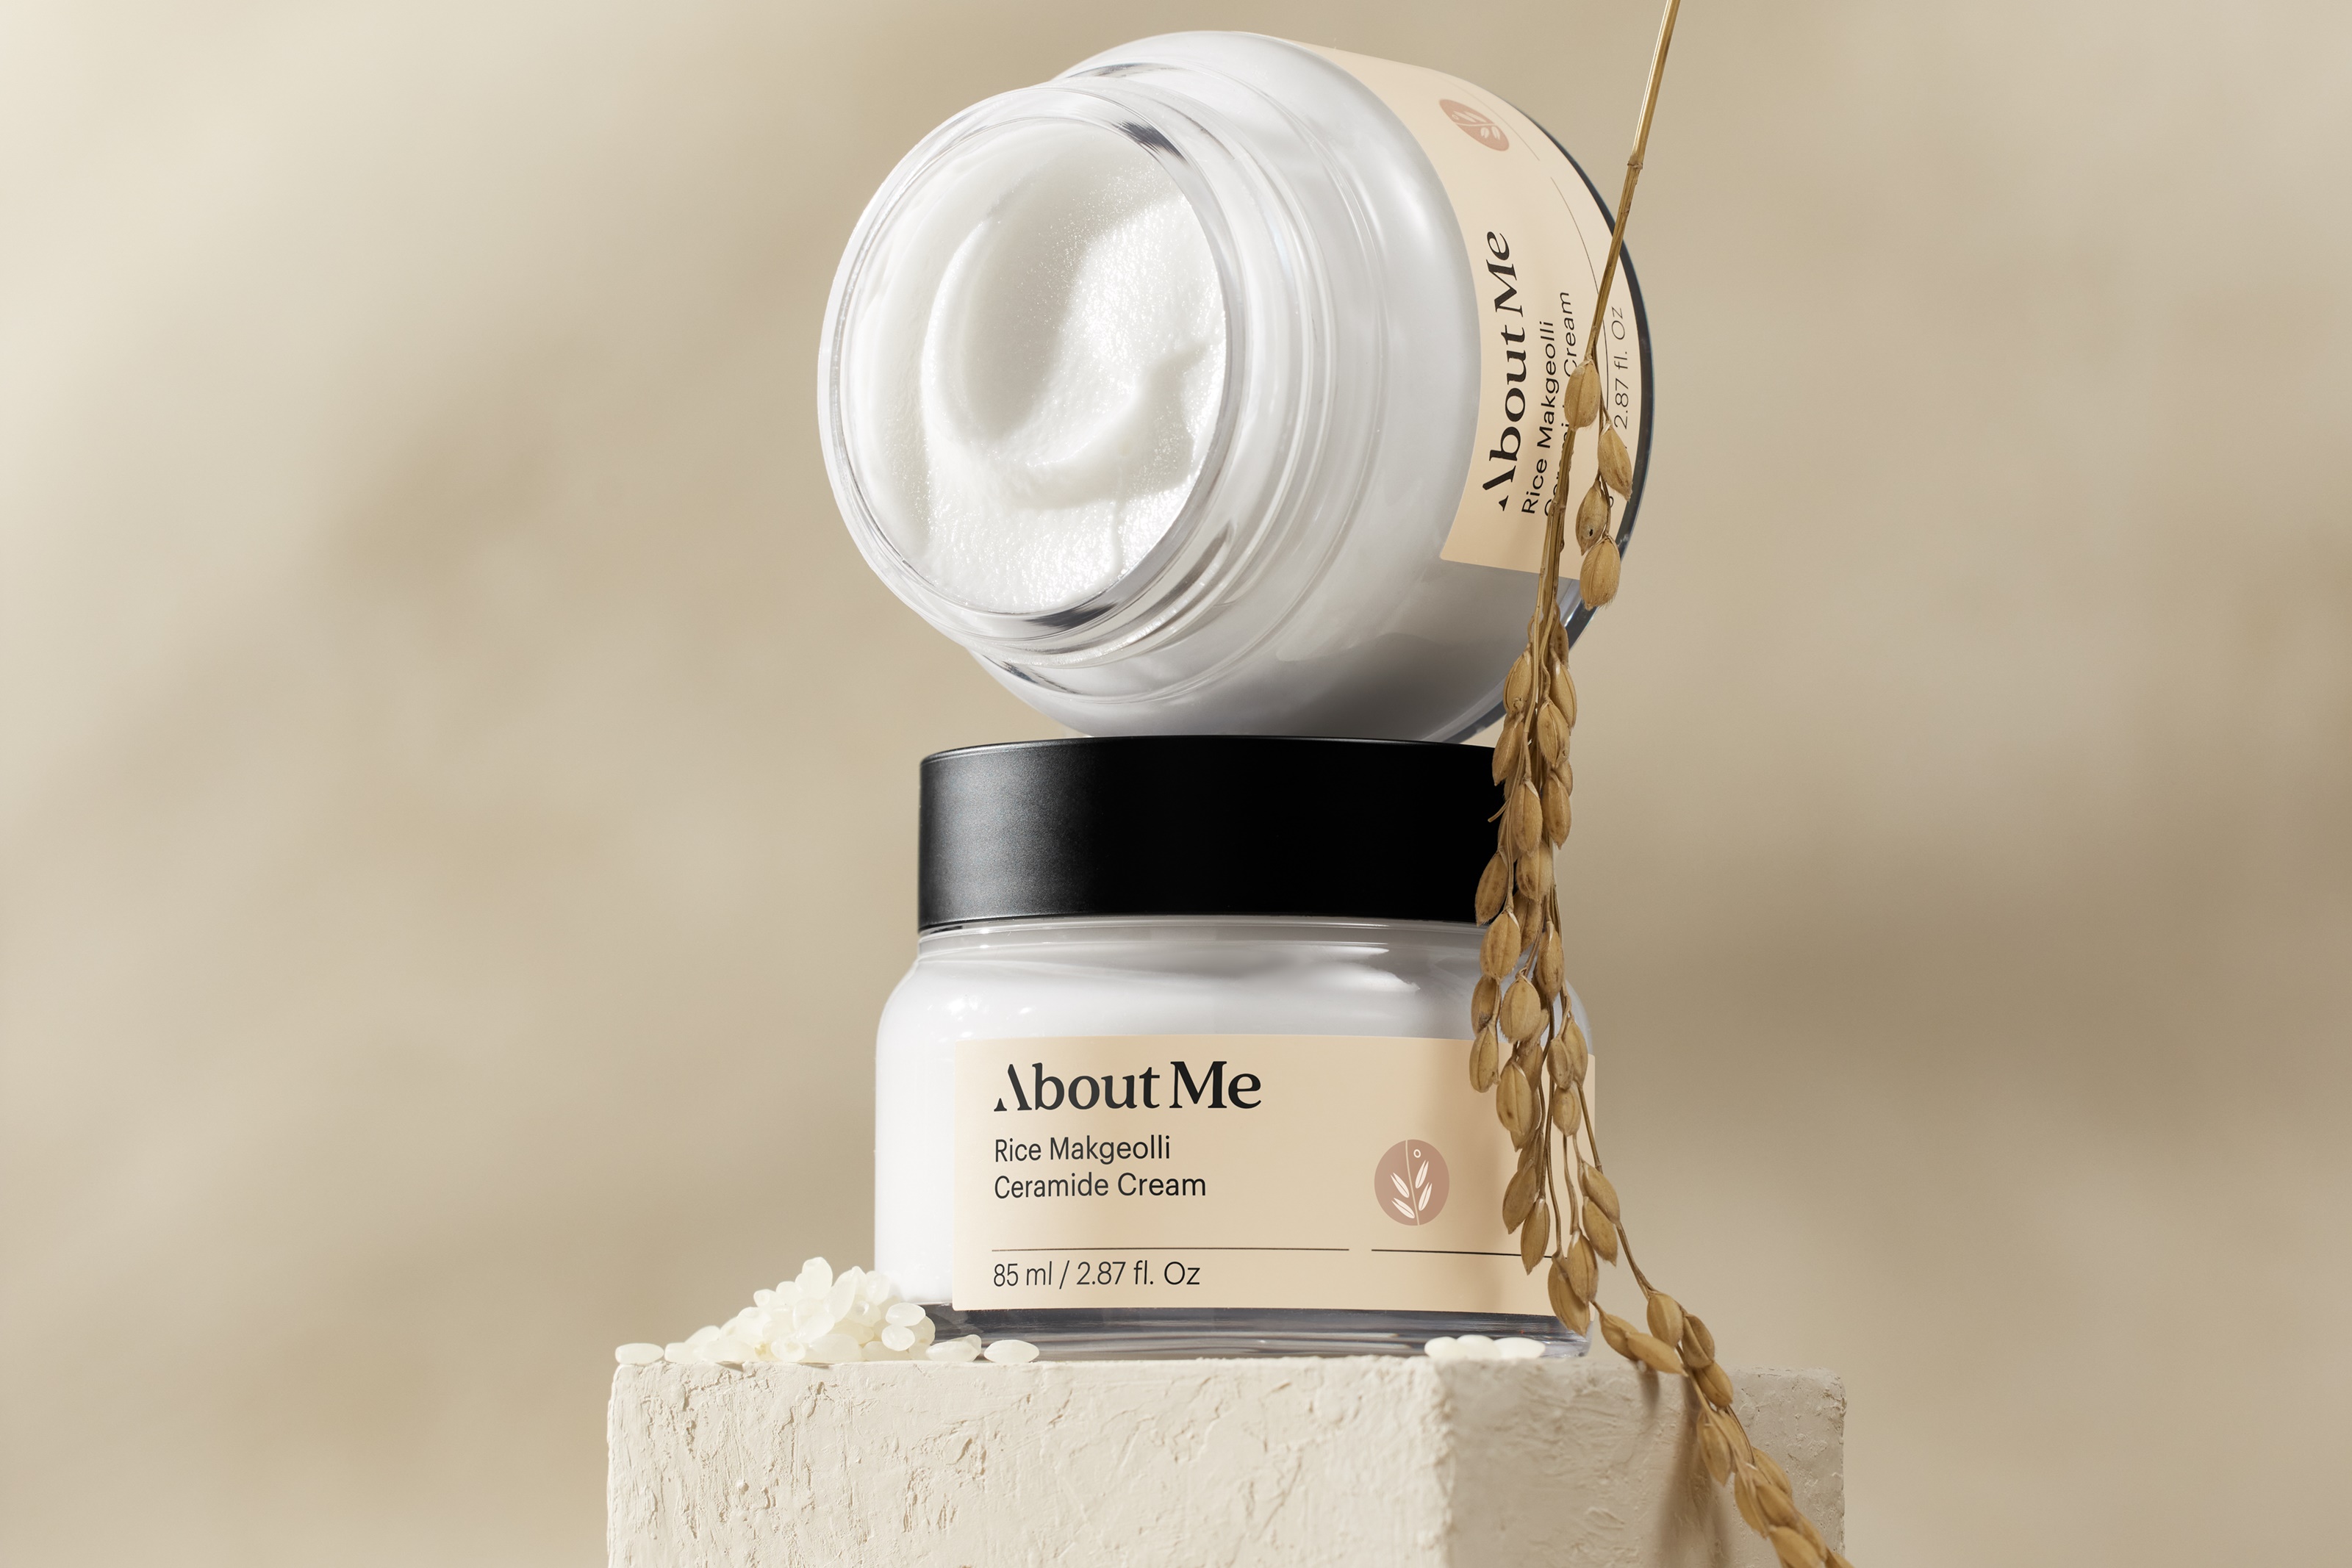 About Me
Rice Makgeolli
Cream
2.87 fl. Oz
About Me
Rice Makgeolli
Ceramide Cream
85 ml / 2.87 fl. Oz